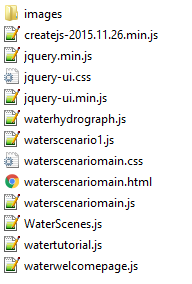 images
createjs-2015.11.26.min.js
jquery.min.js
jquery-ui.css
jquery-ui.min.js
waterhydrograph.js
waterscenario1.js
waterscenariomain.css
waterscenariomain.html
waterscenariomain.js
WaterScenes.js
watertutorial.js
waterwelcomepage.js